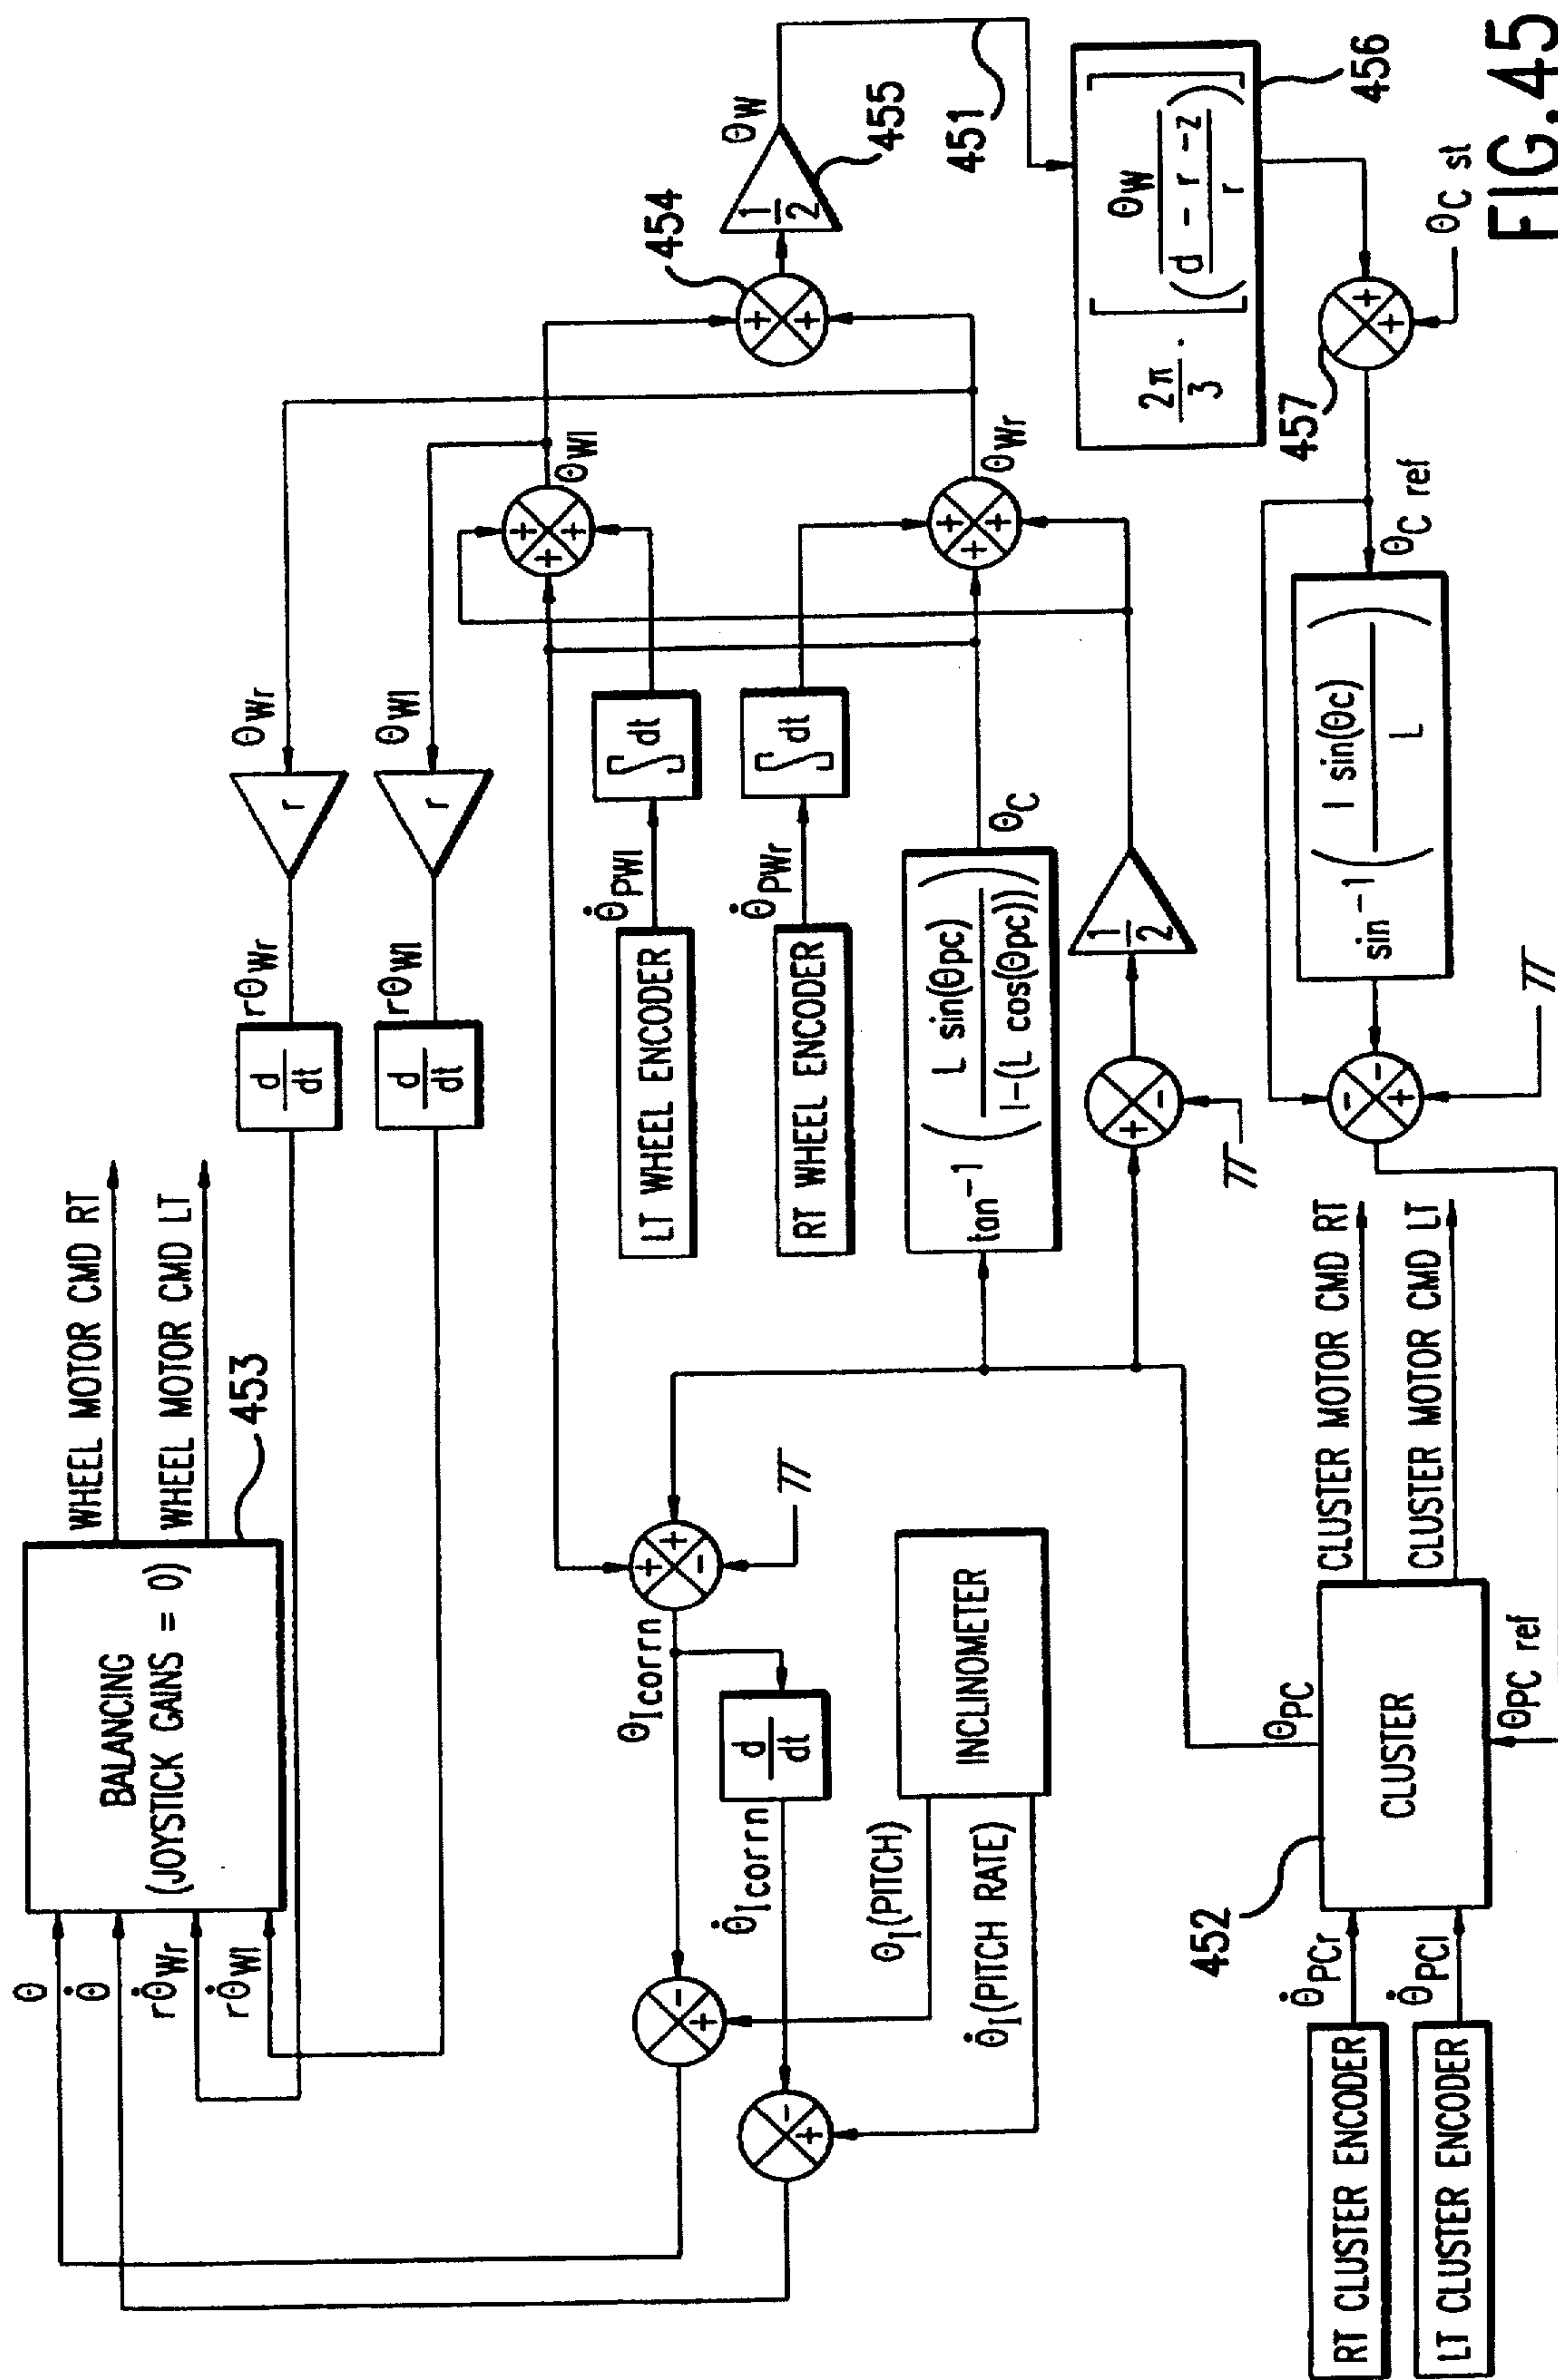 BALANCING
(JOYSTICK GAINS = 0)
θ
θ̇
rθ̇Wr
rθ̇Wl
WHEEL MOTOR CMD RT
WHEEL MOTOR CMD LT
453
d/dt
rθWr
r
θWr
d/dt
rθWl
r
θWl
θIcorrn
d/dt
θ̇Icorrn
π
INCLINOMETER
θI(PITCH)
θ̇I(PITCH RATE)
LT WHEEL ENCODER
θ̇PWl
∫ dt
RT WHEEL ENCODER
θ̇PWr
∫ dt
θWl
θWr
454
1/2
θW
455
451
tan⁻¹ (L sin(θpc) / l-(L cos(θpc)))
θC
π
1/2
2π/3 · [θW / ((d - r - z) / r)]
456
457
θC st
θC ref
sin⁻¹ (l sin(θc) / L)
π
RT CLUSTER ENCODER
θ̇PCr
LT CLUSTER ENCODER
θ̇PCl
452
CLUSTER
θPC
θPC ref
CLUSTER MOTOR CMD RT
CLUSTER MOTOR CMD LT
FIG.45